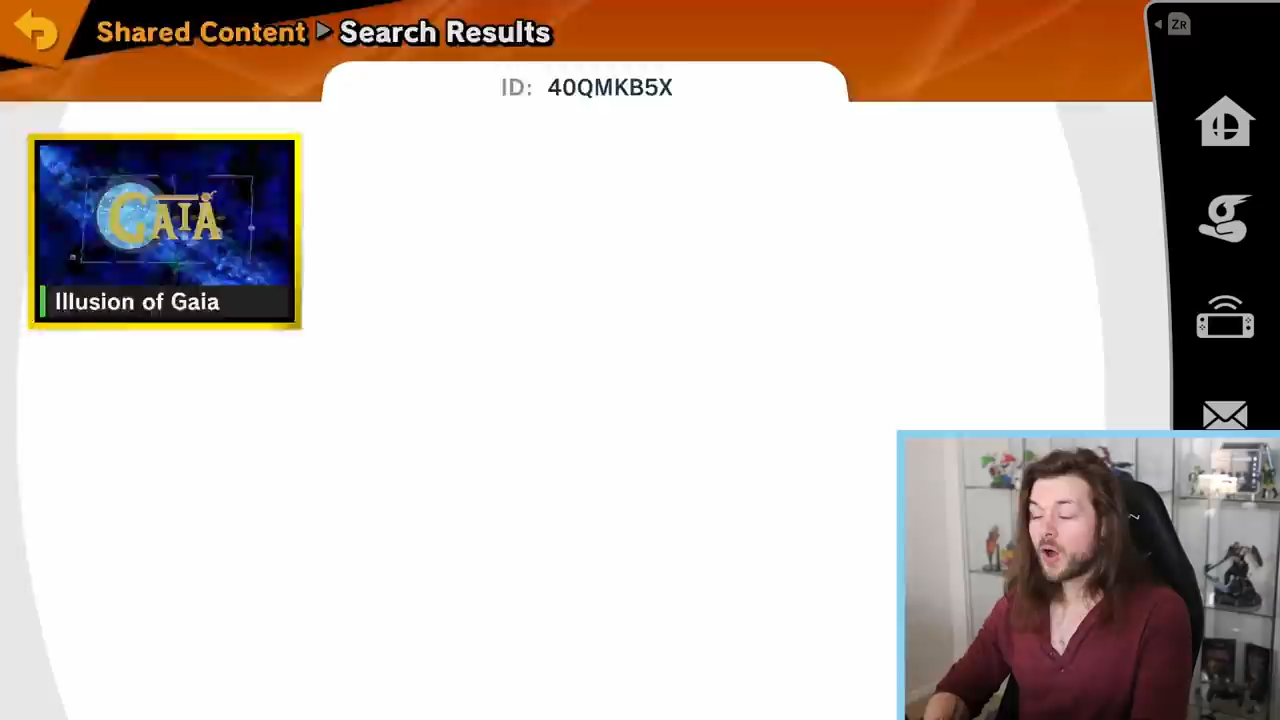 Shared Content ▶ Search Results
ZR
ID: 40QMKB5X
GAIA
Illusion of Gaia